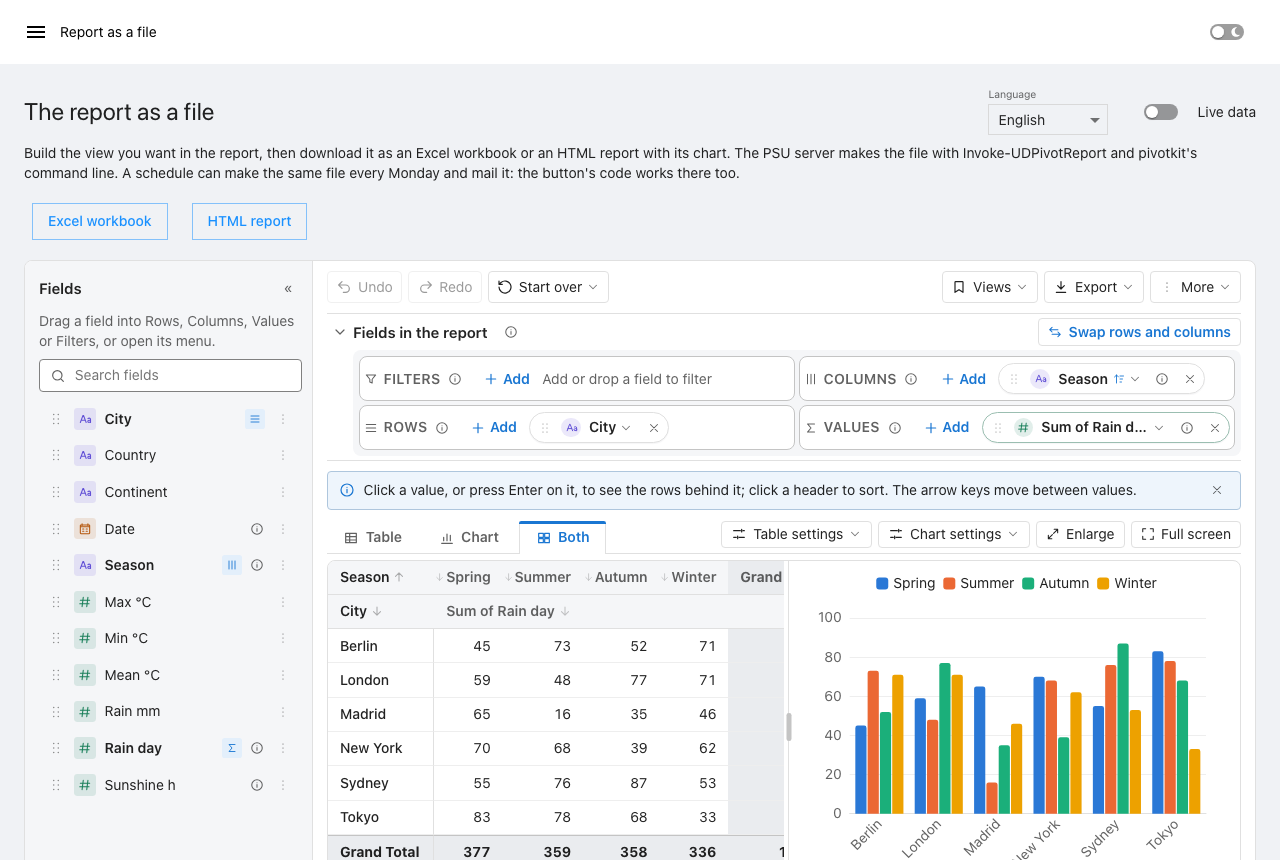 Report as a file
The report as a file
Language
English
Live data
Build the view you want in the report, then download it as an Excel workbook or an HTML report with its chart. The PSU server makes the file with Invoke-UDPivotReport and pivotkit's
command line. A schedule can make the same file every Monday and mail it: the button's code works there too.
Excel workbook
HTML report
Fields
«
Drag a field into Rows, Columns, Values
or Filters, or open its menu.
Search fields
Aa City
Aa Country
Aa Continent
Date
Aa Season
# Max °C
# Min °C
# Mean °C
# Rain mm
# Rain day Σ
# Sunshine h
Undo
Redo
Start over
Views
Export
More
Fields in the report
Swap rows and columns
FILTERS + Add Add or drop a field to filter
COLUMNS + Add Aa Season
ROWS + Add Aa City
Σ VALUES + Add # Sum of Rain d...
Click a value, or press Enter on it, to see the rows behind it; click a header to sort. The arrow keys move between values.
Table
Chart
Both
Table settings
Chart settings
Enlarge
Full screen
Season ↑ ↓ Spring ↓ Summer ↓ Autumn ↓ Winter Grand
City ↓ Sum of Rain day ↓
Berlin 45 73 52 71
London 59 48 77 71
Madrid 65 16 35 46
New York 70 68 39 62
Sydney 55 76 87 53
Tokyo 83 78 68 33
Grand Total 377 359 358 336 1
Spring Summer Autumn Winter
100
80
60
40
20
0
Berlin London Madrid New York Sydney Tokyo